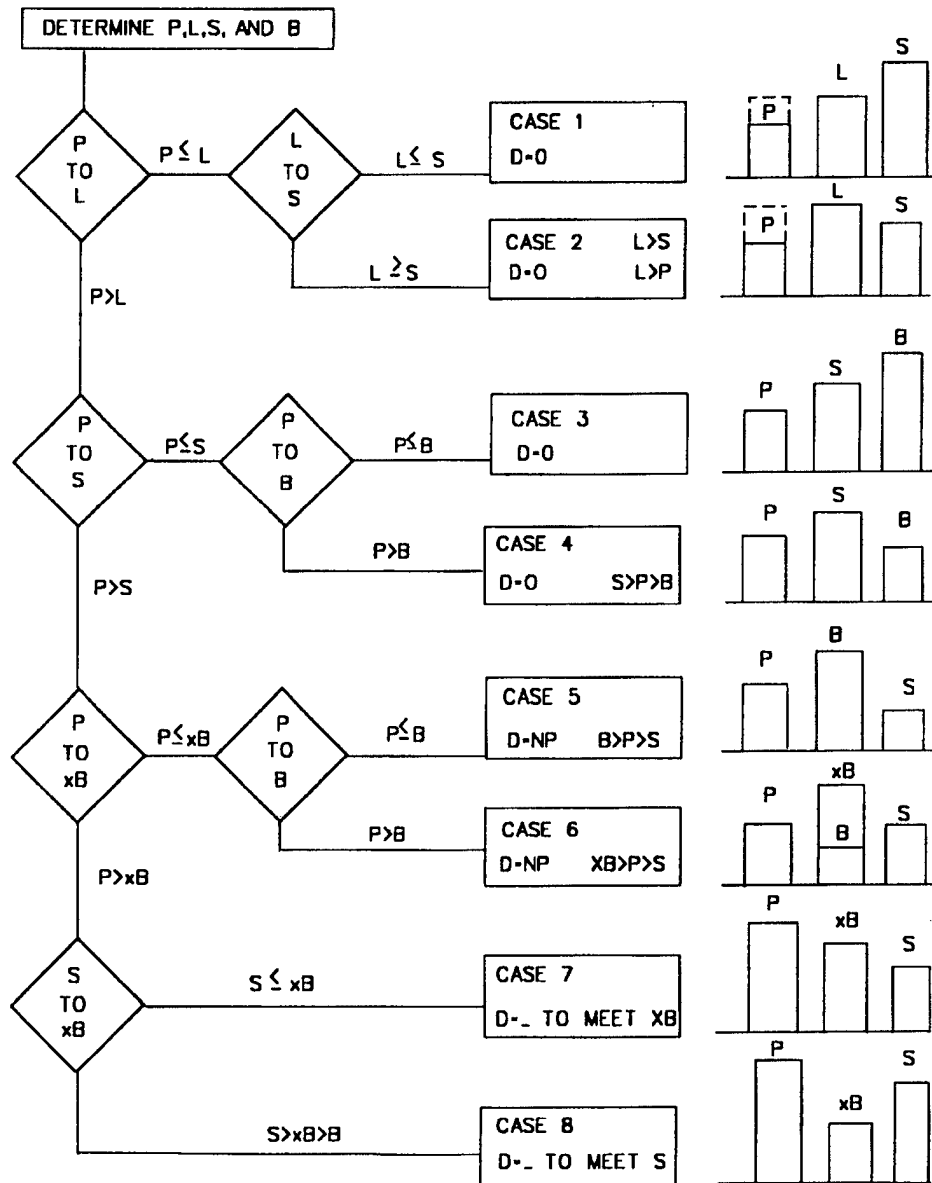 DETERMINE P,L,S, AND B
P
TO
L
P ≤ L
L
TO
S
L ≤ S
CASE 1
D=0
P
L
S
L ≥ S
CASE 2 L>S
D=0 L>P
P
L
S
P>L
P
TO
S
P≤S
P
TO
B
P≤B
CASE 3
D=0
P
S
B
P>B
CASE 4
D=0 S>P>B
P
S
B
P>S
P
TO
xB
P≤xB
P
TO
B
P≤B
CASE 5
D=NP B>P>S
P
B
S
P>B
CASE 6
D=NP XB>P>S
P
xB
B
S
P>xB
S
TO
xB
S ≤ xB
CASE 7
D=_ TO MEET XB
P
xB
S
S>xB>B
CASE 8
D=_ TO MEET S
P
xB
S